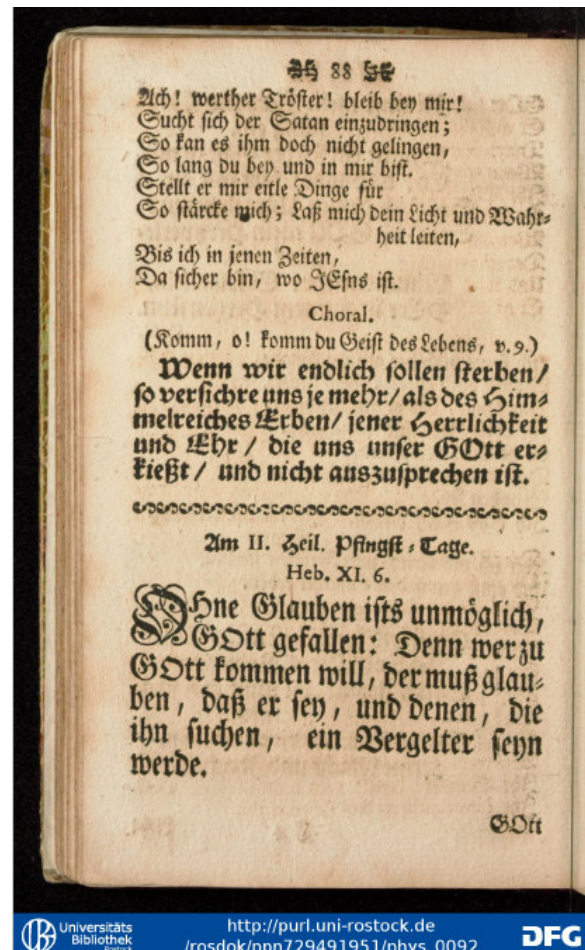 88
Ach! werther Tröster! bleib bey mir!
Sucht sich der Satan einzudringen;
So kan es ihm doch nicht gelingen,
So lang du bey und in mir bist.
Stellt er mir eitle Dinge für
So stärcke mich; Laß mich dein Licht und Wahr-
heit leiten,
Bis ich in jenen Zeiten,
Da sicher bin, wo JEsns ist.
Choral.
(Komm, o! komm du Geist des Lebens, v. 9.)
Wenn wir endlich sollen sterben/
so versichre uns je mehr/ als des Him-
melreiches Erben/ jener Herrlichkeit
und Ehr / die uns unser GOtt er-
kießt / und nicht auszusprechen ist.
Am II. Heil. Pfingst-Tage.
Heb. XI. 6.
OHne Glauben ists unmöglich,
GOtt gefallen: Denn wer zu
GOtt kommen will, der muß glau-
ben, daß er sey, und denen, die
ihn suchen, ein Vergelter seyn
werde.
GOtt
Universitäts
Bibliothek
Rostock
http://purl.uni-rostock.de
/rosdok/ppn729491951/phys_0092
DFG